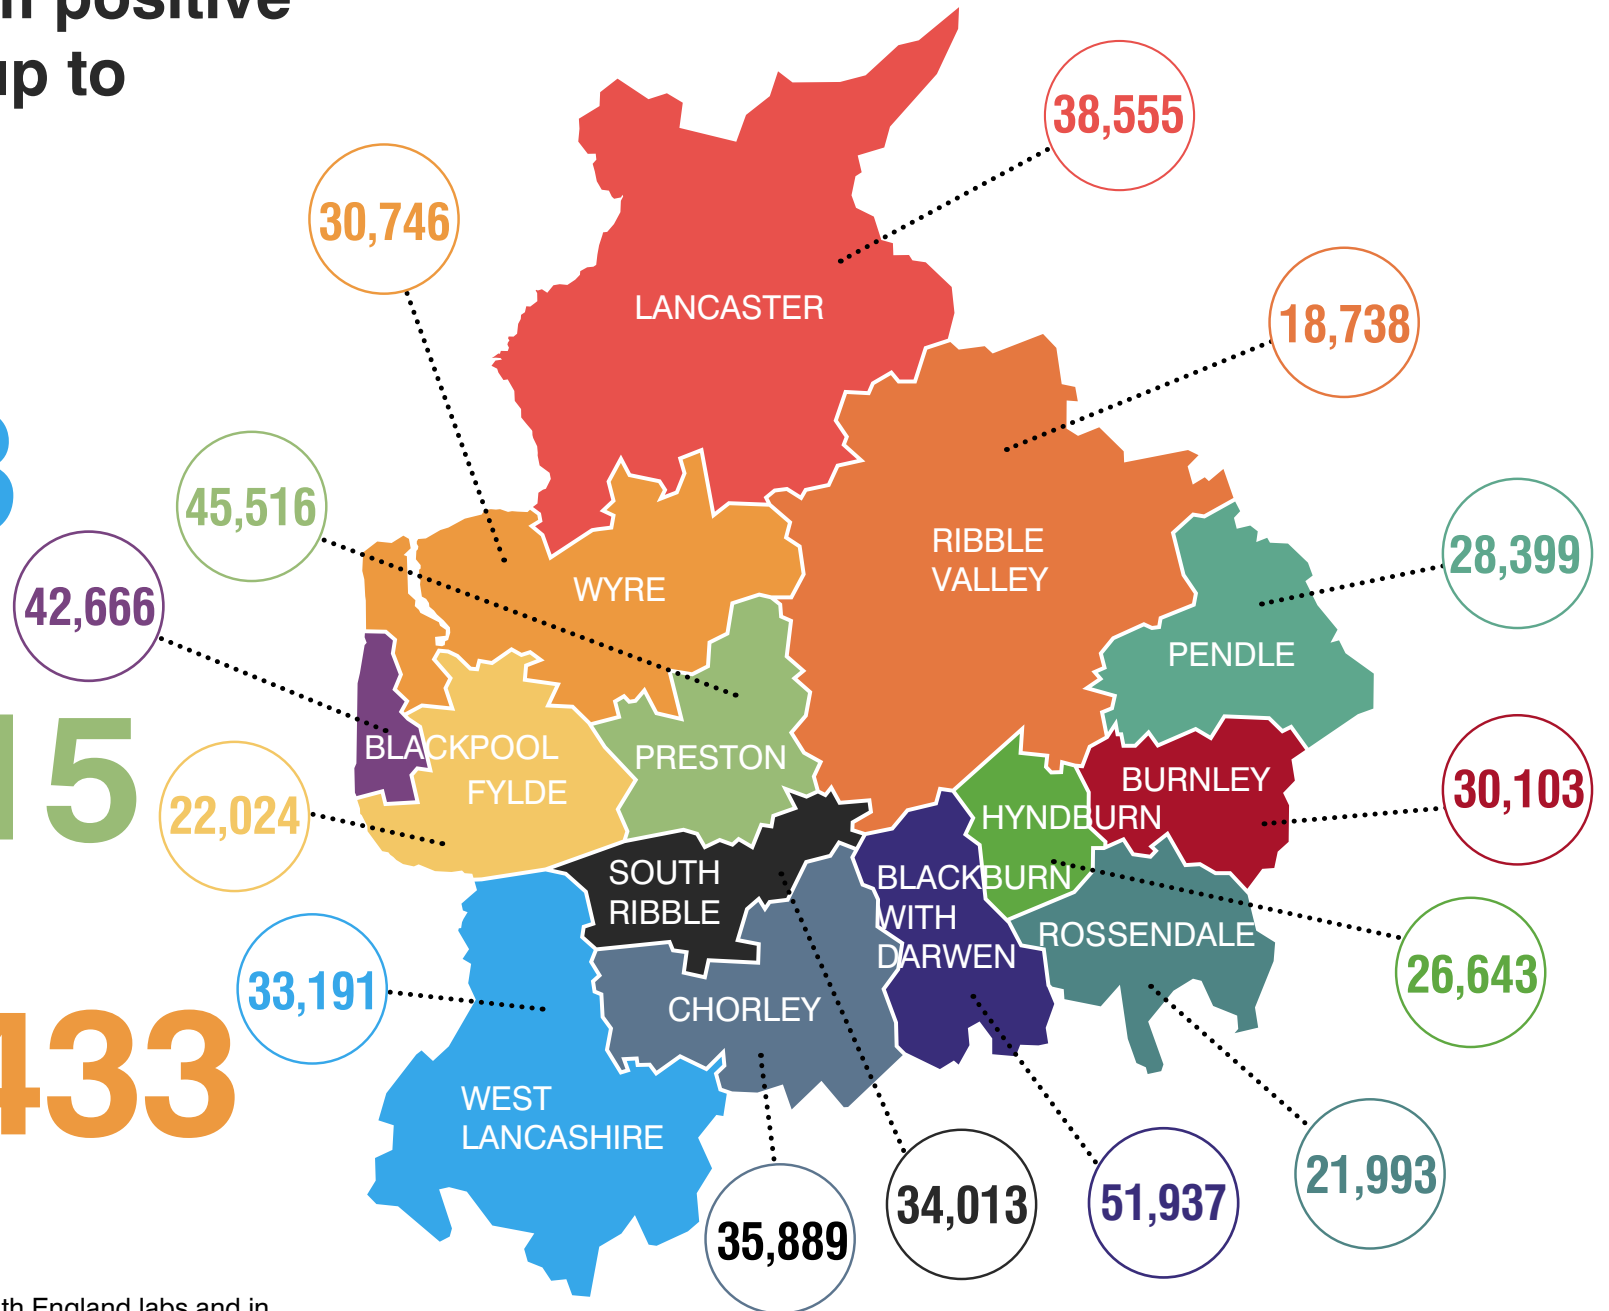 positive
up to
38,555
30,746
18,738
LANCASTER
45,516
28,399
42,666
RIBBLE
VALLEY
WYRE
PENDLE
15
BLACKPOOL
FYLDE
PRESTON
BURNLEY
30,103
22,024
HYNDBURN
SOUTH
RIBBLE
BLACKBURN
WITH
DARWEN
ROSSENDALE
33,191
26,643
CHORLEY
433
WEST
LANCASHIRE
34,013
51,937
21,993
35,889
England labs and in